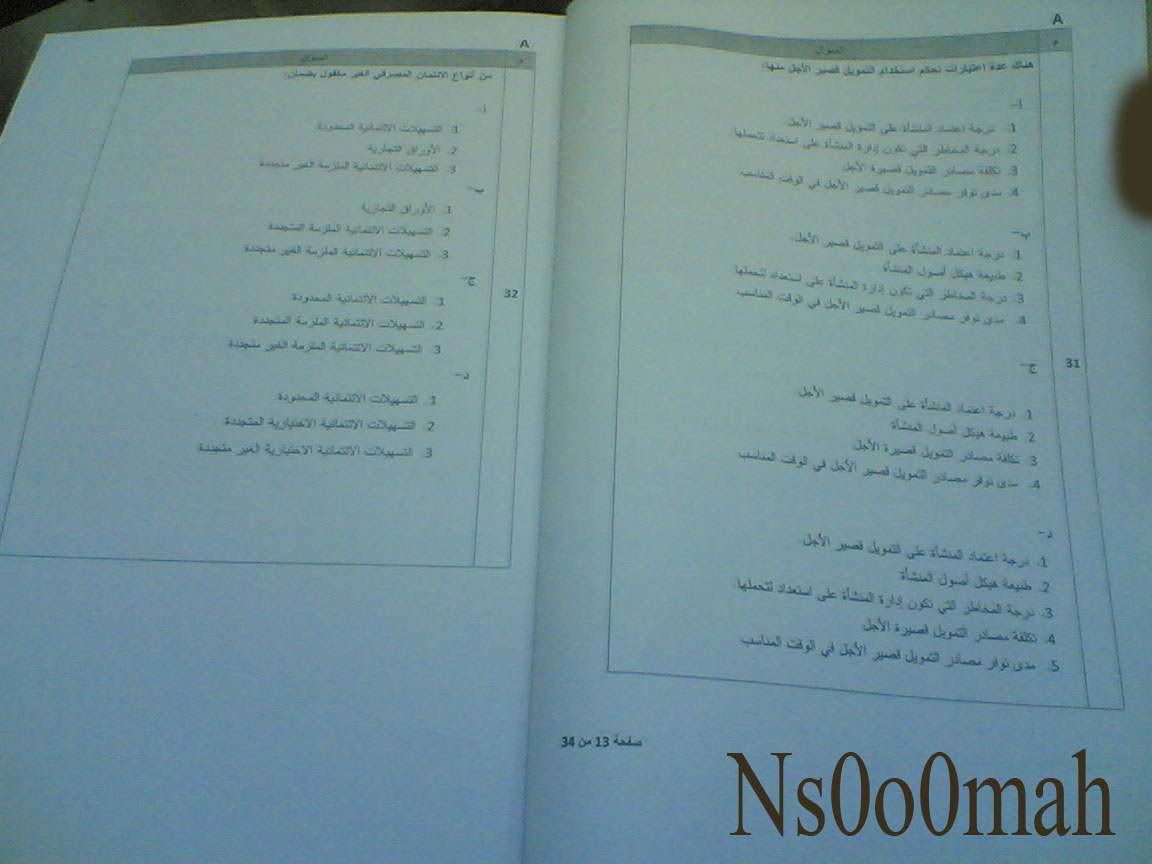 A
م السؤال
هناك عدة اعتبارات تحكم استخدام التمويل قصير الأجل منها:
أ-
1. درجة اعتماد المنشأة على التمويل قصير الأجل.
2. درجة المخاطر التي تكون إدارة المنشأة على استعداد لتحملها.
3. تكلفة مصادر التمويل قصيرة الأجل
4. مدى توفر مصادر التمويل قصير الأجل في الوقت المناسب
ب-
1. درجة اعتماد المنشأة على التمويل قصير الأجل.
2. طبيعة هيكل أصول المنشأة
3. درجة المخاطر التي تكون إدارة المنشأة على استعداد لتحملها.
4. مدى توفر مصادر التمويل قصير الأجل في الوقت المناسب
31
ج-
1. درجة اعتماد المنشأة على التمويل قصير الأجل
2. طبيعة هيكل أصول المنشأة
3. تكلفة مصادر التمويل قصيرة الأجل
4. مدى توفر مصادر التمويل قصير الأجل في الوقت المناسب
د-
1. درجة اعتماد المنشأة على التمويل قصير الأجل.
2. طبيعة هيكل أصول المنشأة
3. درجة المخاطر التي تكون إدارة المنشأة على استعداد لتحملها.
4. تكلفة مصادر التمويل قصيرة الأجل
5. مدى توفر مصادر التمويل قصير الأجل في الوقت المناسب
صفحة 13 من 34
A
م السؤال
من أنواع الائتمان المصرفي الغير مكفول بضمان:
أ-
1. التسهيلات الائتمانية المحدودة
2. الأوراق التجارية
3. التسهيلات الائتمانية الملزمة الغير متجددة
ب-
1. الأوراق التجارية
2. التسهيلات الائتمانية الملزمة المتجددة
3. التسهيلات الائتمانية الملزمة الغير متجددة
ج-
32
1. التسهيلات الائتمانية المحدودة
2. التسهيلات الائتمانية الملزمة المتجددة
3. التسهيلات الائتمانية الملزمة الغير متجددة
د-
1. التسهيلات الائتمانية المحدودة
2. التسهيلات الائتمانية الاختيارية المتجددة
3. التسهيلات الائتمانية الاختيارية الغير متجددة
Ns0o0mah